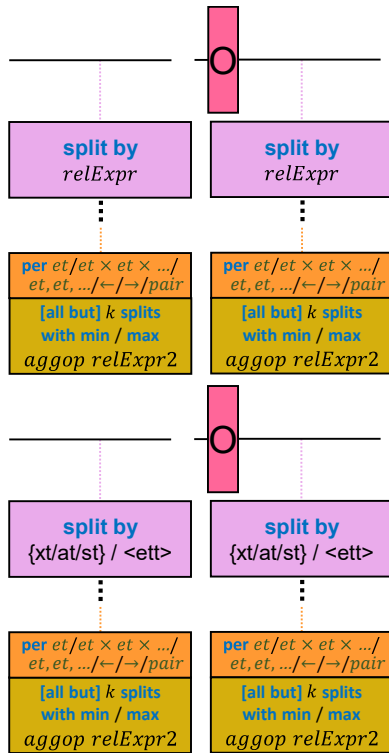 O
split by
relExpr
split by
relExpr
per et/et × et × .../
et, et, .../←/→/pair
[all but] k splits
with min / max
aggop relExpr2
per et/et × et × .../
et, et, .../←/→/pair
[all but] k splits
with min / max
aggop relExpr2
O
split by
{xt/at/st} / <ett>
split by
{xt/at/st} / <ett>
per et/et × et × .../
et, et, .../←/→/pair
[all but] k splits
with min / max
aggop relExpr2
per et/et × et × .../
et, et, .../←/→/pair
[all but] k splits
with min / max
aggop relExpr2